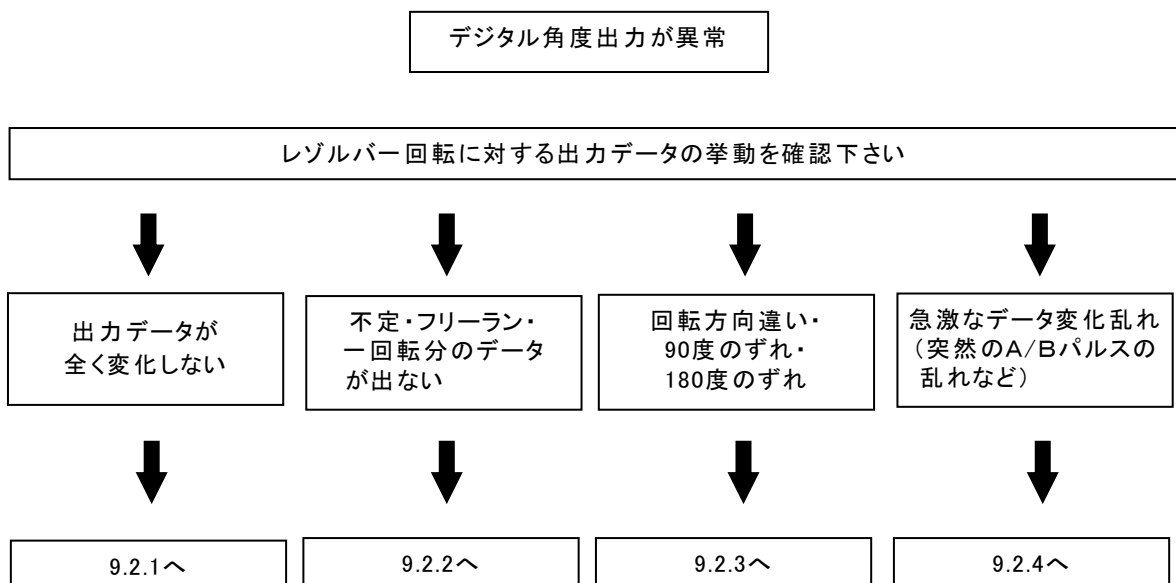 デジタル角度出力が異常
レゾルバー回転に対する出力データの挙動を確認下さい
出力データが
全く変化しない
不定・フリーラン・
一回転分のデータ
が出ない
回転方向違い・
90度のずれ・
180度のずれ
急激なデータ変化乱れ
(突然のA/Bパルスの
乱れなど)
9.2.1へ
9.2.2へ
9.2.3へ
9.2.4へ